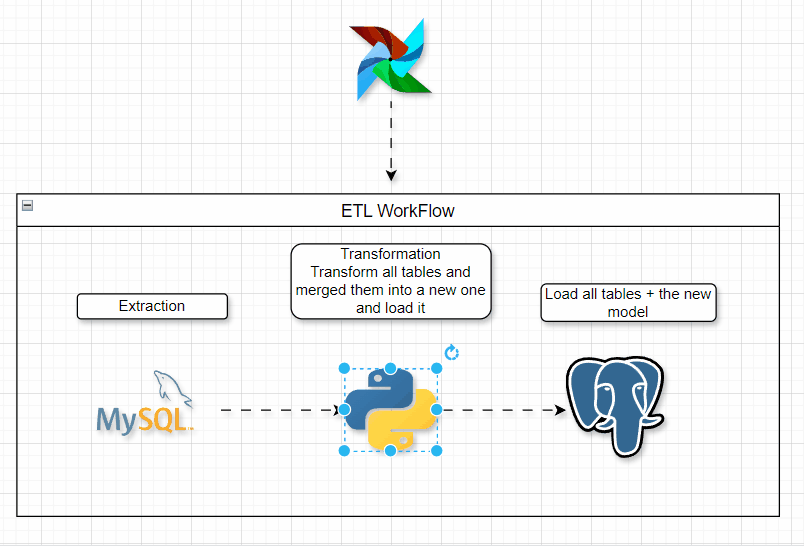 ETL WorkFlow
Transformation
Transform all tables and
merged them into a new one
and load it
Extraction
Load all tables + the new
model
MySQL